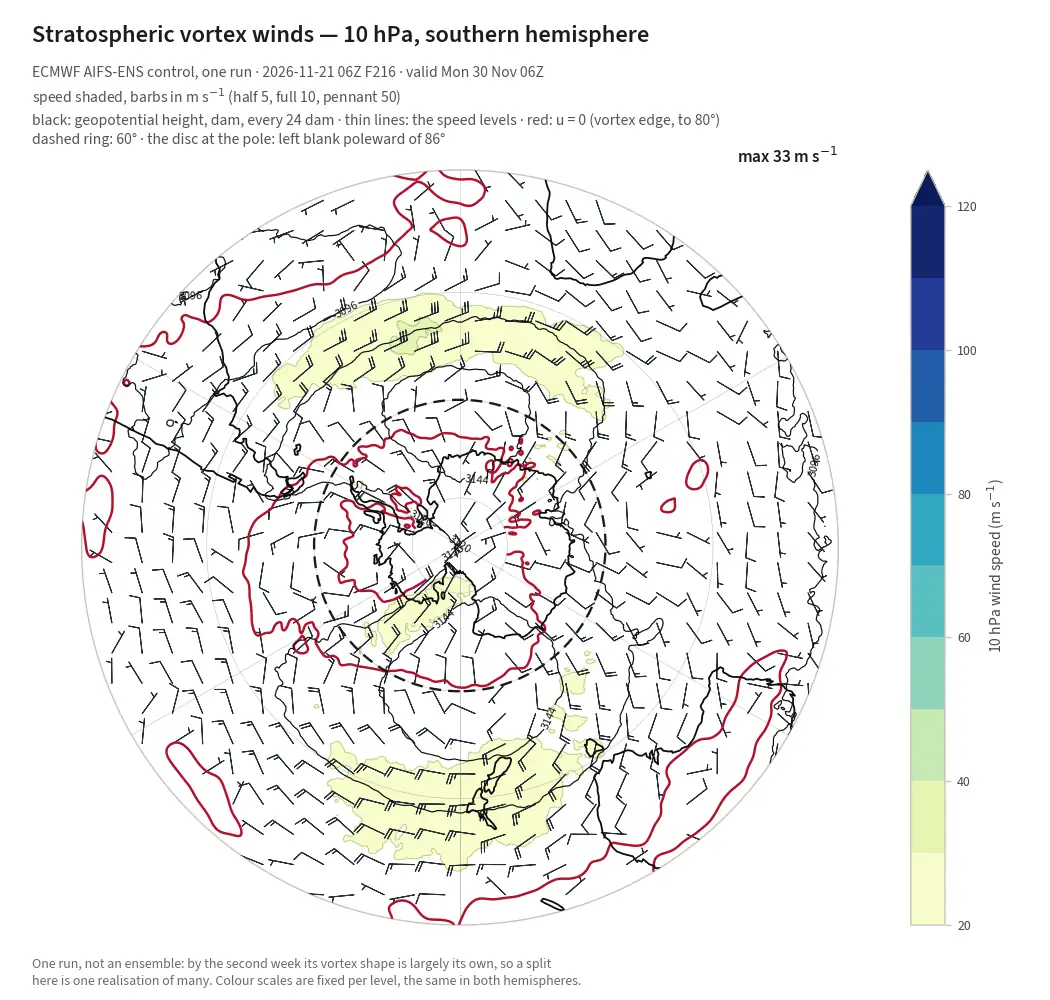 Stratospheric vortex winds — 10 hPa, southern hemisphere
ECMWF AIFS-ENS control, one run · 2026-11-21 06Z F216 · valid Mon 30 Nov 06Z
speed shaded, barbs in m s⁻¹ (half 5, full 10, pennant 50)
black: geopotential height, dam, every 24 dam · thin lines: the speed levels · red: u = 0 (vortex edge, to 80°)
dashed ring: 60° · the disc at the pole: left blank poleward of 86°
max 33 m s⁻¹
120
100
80
60
40
20
10 hPa wind speed (m s⁻¹)
3096
3096
3144
3144
3144
One run, not an ensemble: by the second week its vortex shape is largely its own, so a split
here is one realisation of many. Colour scales are fixed per level, the same in both hemispheres.